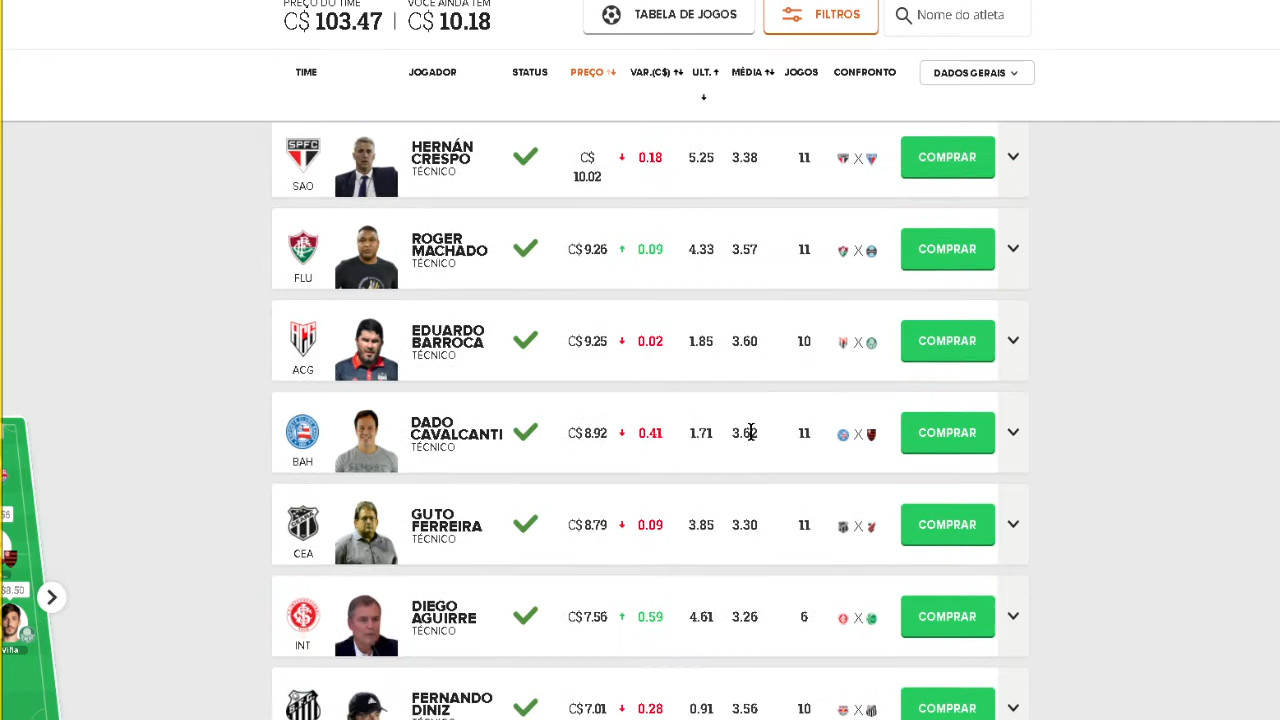 PREÇO DO TIME
VOCÊ AINDA TEM
C$ 103.47 | C$ 10.18
TABELA DE JOGOS
FILTROS
Nome do atleta
TIME JOGADOR STATUS PREÇO VAR.(C$) ULT. MÉDIA JOGOS CONFRONTO DADOS GERAIS
SPFC
SAO
HERNÁN
CRESPO
TÉCNICO
C$
10.02
0.18 5.25 3.38 11 X COMPRAR
FLU
ROGER
MACHADO
TÉCNICO
C$ 9.26 0.09 4.33 3.57 11 X COMPRAR
ACG
EDUARDO
BARROCA
TÉCNICO
C$ 9.25 0.02 1.85 3.60 10 X COMPRAR
BAH
DADO
CAVALCANTI
TÉCNICO
C$ 8.92 0.41 1.71 11 X COMPRAR
CEA
GUTO
FERREIRA
TÉCNICO
C$ 8.79 0.09 3.85 3.30 11 X COMPRAR
INT
DIEGO
AGUIRRE
TÉCNICO
C$ 7.56 0.59 4.61 3.26 6 X COMPRAR
FERNANDO
DINIZ
C$ 7.01 0.28 0.91 3.56 10 X COMPRAR
$8.50
Viña